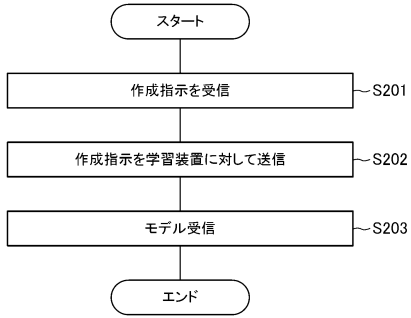 スタート
作成指示を受信
S201
作成指示を学習装置に対して送信
S202
モデル受信
S203
エンド